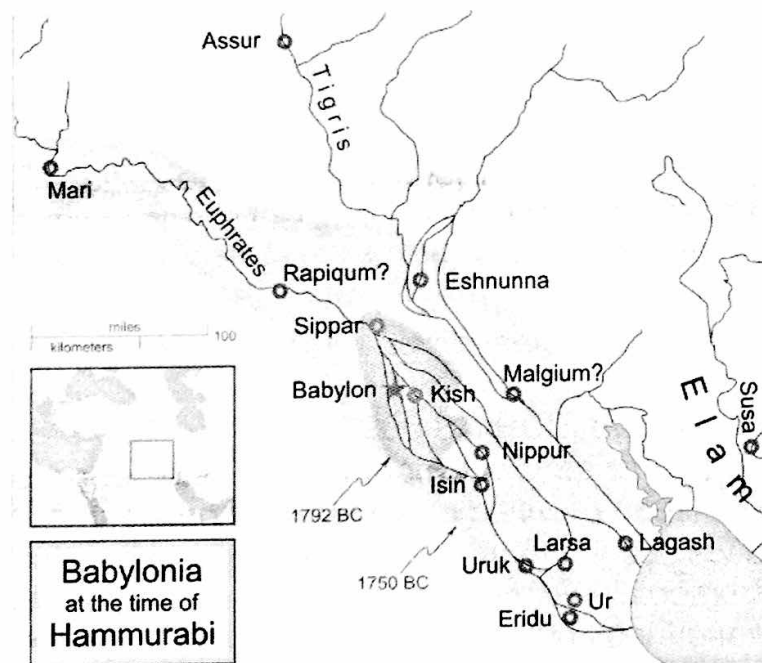 Assur
Tigris
Mari
Euphrates
Rapiqum?
Eshnunna
Sippar
miles
100
kilometers
Babylon
Kish
Malgium?
Elam
Susa
Nippur
Isin
1792 BC
1750 BC
Uruk
Larsa
Lagash
Ur
Eridu
Babylonia
at the time of
Hammurabi